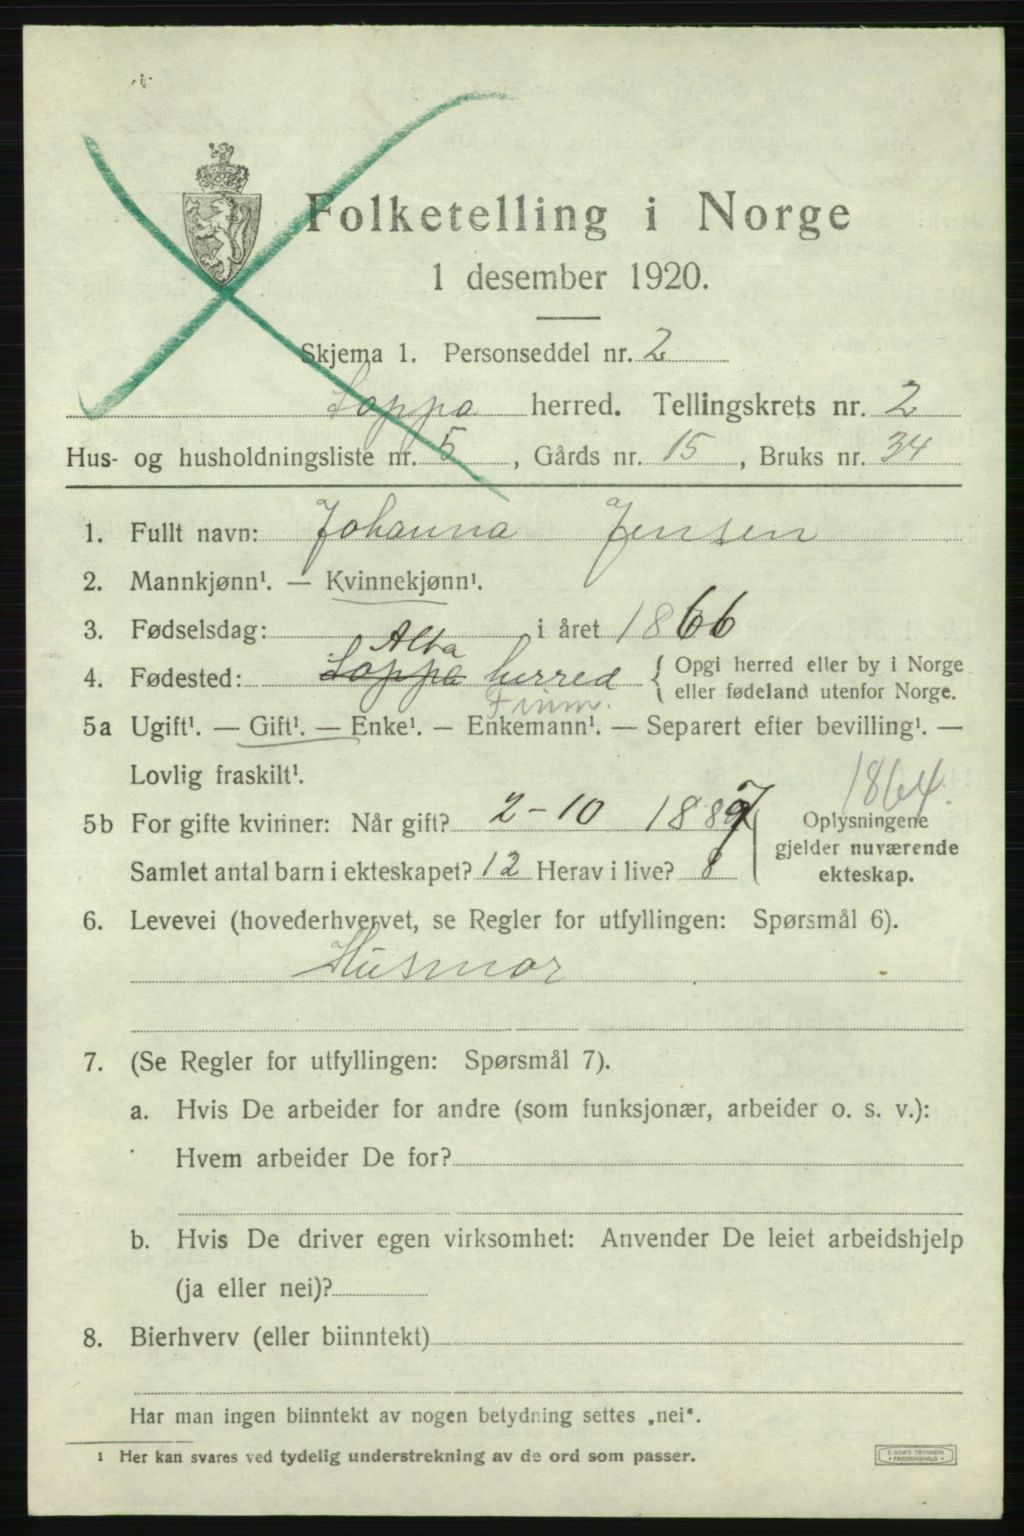 Folketelling i Norge
1 desember 1920.
Skjema 1. Personseddel nr. 2
Loppa herred. Tellingskrets nr. 2
Hus- og husholdningsliste nr. 5, Gårds nr. 15, Bruks nr. 34
1. Fullt navn: Johanna Jensen
2. Mannkjønn¹. — Kvinnekjønn¹.
3. Fødselsdag: i året 1866
Alta
4. Fødested: Loppa herred { Opgi herred eller by i Norge
eller fødeland utenfor Norge.
Finm.
5a Ugift¹. — Gift¹. — Enke¹. — Enkemann¹. — Separert efter bevilling¹. —
Lovlig fraskilt¹.
1864.
5b For gifte kvinner: Når gift? 2-10 1887
Oplysningene
gjelder nuværende
ekteskap.
Samlet antal barn i ekteskapet? 12 Herav i live? 8
6. Levevei (hovederhvervet, se Regler for utfyllingen: Spørsmål 6).
Husmor
7. (Se Regler for utfyllingen: Spørsmål 7).
a. Hvis De arbeider for andre (som funksjonær, arbeider o. s. v.):
Hvem arbeider De for?
b. Hvis De driver egen virksomhet: Anvender De leiet arbeidshjelp
(ja eller nei)?
8. Bierhverv (eller biinntekt)
Har man ingen biinntekt av nogen betydning settes „nei".
¹ Her kan svares ved tydelig understrekning av de ord som passer.
E. SEM'S TRYKKERI
FREDRIKSHALD